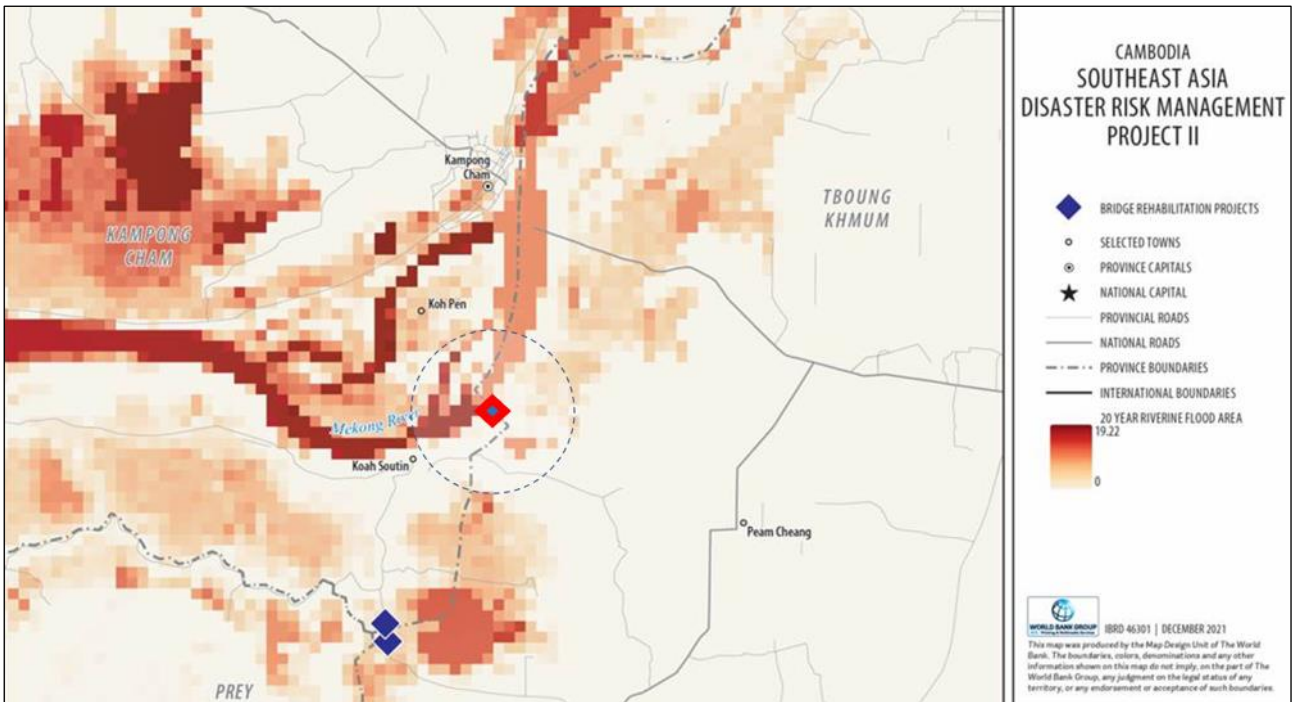 Kampong
Cham
KAMPONG
CHAM
TBOUNG
KHMUM
Koh Pen
Mekong River
Koah Soutin
Peam Cheang
PREY
CAMBODIA
SOUTHEAST ASIA
DISASTER RISK MANAGEMENT
PROJECT II
BRIDGE REHABILITATION PROJECTS
SELECTED TOWNS
PROVINCE CAPITALS
NATIONAL CAPITAL
PROVINCIAL ROADS
NATIONAL ROADS
PROVINCE BOUNDARIES
INTERNATIONAL BOUNDARIES
20 YEAR RIVERINE FLOOD AREA
19.22
0
WORLD BANK GROUP
IBRD 46301 | DECEMBER 2021
This map was produced by the Map Design Unit of The World
Bank. The boundaries, colors, denominations and any other
information shown on this map do not imply, on the part of The
World Bank Group, any judgment on the legal status of any
territory, or any endorsement or acceptance of such boundaries.